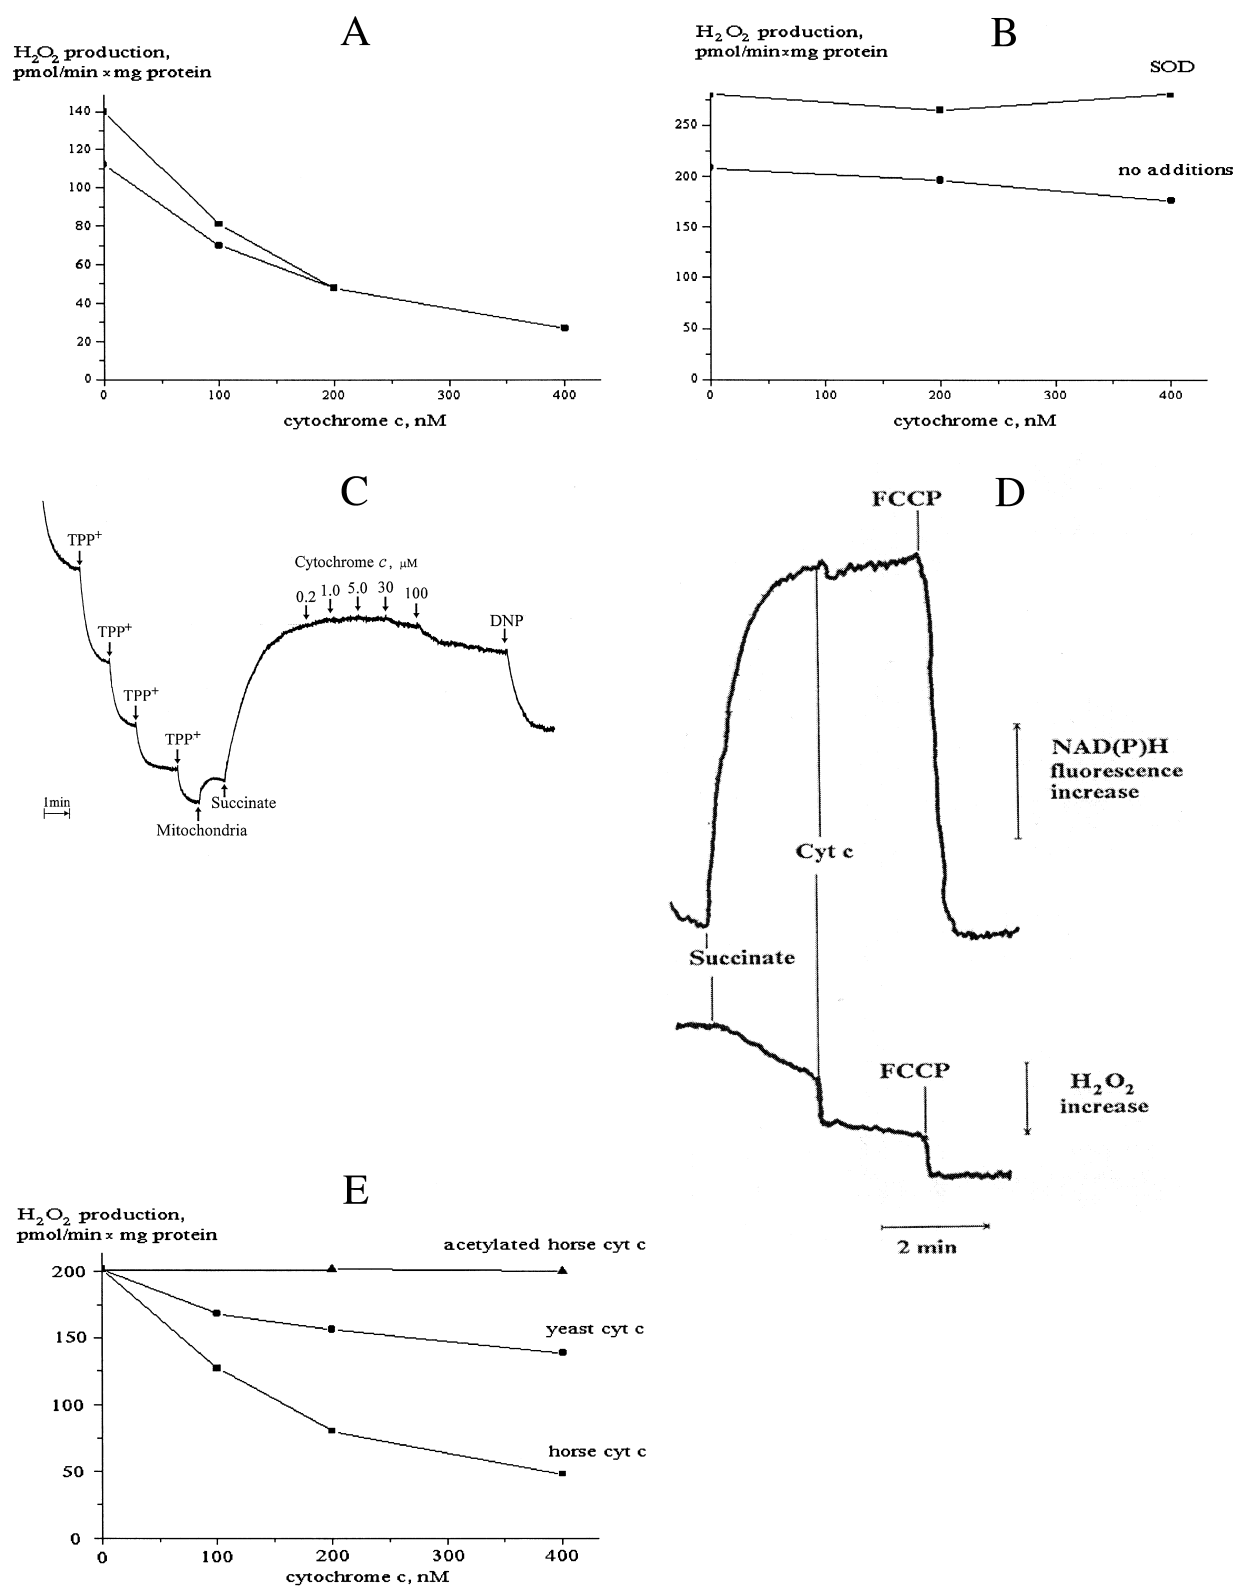 A
H₂O₂ production,
pmol/min × mg protein
140
120
100
80
60
40
20
0
0 100 200 300 400
cytochrome c, nM
B
H₂O₂ production,
pmol/min×mg protein
SOD
no additions
250
200
150
100
50
0
0 100 200 300 400
cytochrome c, nM
C
TPP⁺
TPP⁺
TPP⁺
TPP⁺
Cytochrome c, μM
0.2 1.0 5.0 30 100
DNP
1min
Succinate
Mitochondria
D
FCCP
NAD(P)H
fluorescence
increase
Cyt c
Succinate
FCCP
H₂O₂
increase
2 min
E
H₂O₂ production,
pmol/min × mg protein
acetylated horse cyt c
yeast cyt c
horse cyt c
200
150
100
50
0
0 100 200 300 400
cytochrome c, nM